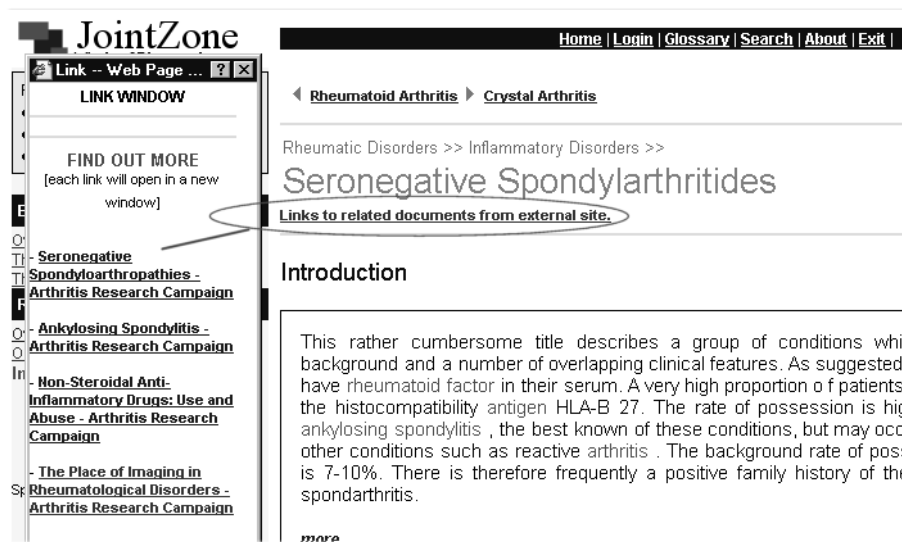 JointZone
Home | Login | Glossary | Search | About | Exit |
Link -- Web Page ... ? X
LINK WINDOW
FIND OUT MORE
[each link will open in a new
window]
- Seronegative
Spondyloarthropathies -
Arthritis Research Campaign
- Ankylosing Spondylitis -
Arthritis Research Campaign
- Non-Steroidal Anti-
Inflammatory Drugs: Use and
Abuse - Arthritis Research
Campaign
- The Place of Imaging in
Rheumatological Disorders -
Arthritis Research Campaign
Rheumatoid Arthritis Crystal Arthritis
Rheumatic Disorders >> Inflammatory Disorders >>
Seronegative Spondylarthritides
Links to related documents from external site.
Introduction
This rather cumbersome title describes a group of conditions whi
background and a number of overlapping clinical features. As suggested
have rheumatoid factor in their serum. A very high proportion o f patients
the histocompatibility antigen HLA-B 27. The rate of possession is hig
ankylosing spondylitis , the best known of these conditions, but may occ
other conditions such as reactive arthritis . The background rate of pos
is 7-10%. There is therefore frequently a positive family history of the
spondarthritis.
more